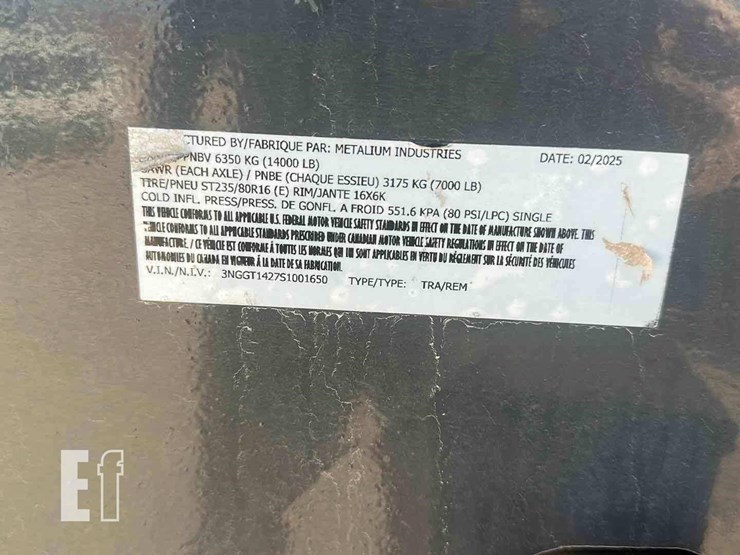 TURED BY/FABRIQUE PAR: METALIUM INDUSTRIES DATE: 02/2025
PNBV 6350 KG (14000 LB)
GAWR (EACH AXLE) / PNBE (CHAQUE ESSIEU) 3175 KG (7000 LB)
TIRE/PNEU ST235/80R16 (E) RIM/JANTE 16X6K
COLD INFL. PRESS/PRESS. DE GONFL. A FROID 551.6 KPA (80 PSI/LPC) SINGLE
THIS VEHICLE CONFORMS TO ALL APPLICABLE U.S. FEDERAL MOTOR VEHICLE SAFETY STANDARDS IN EFFECT ON THE DATE OF MANUFACTURE SHOWN ABOVE. THIS
VEHICLE CONFORMS TO ALL APPLICABLE STANDARDS PRESCRIBED UNDER CANADIAN MOTOR VEHICLE SAFETY REGULATIONS IN EFFECT ON THE DATE OF
MANUFACTURE / CE VÉHICULE EST CONFORME À TOUTES LES NORMES QUI LUI SONT APPLICABLES EN VERTU DU RÈGLEMENT SUR LA SÉCURITÉ DES VÉHICULES
AUTOMOBILES DU CANADA EN VIGUEUR À LA DATE DE SA FABRICATION.
V.I.N./N.I.V. 3NGGT1427S1001650 TYPE/TYPE: TRA/REM
Ef